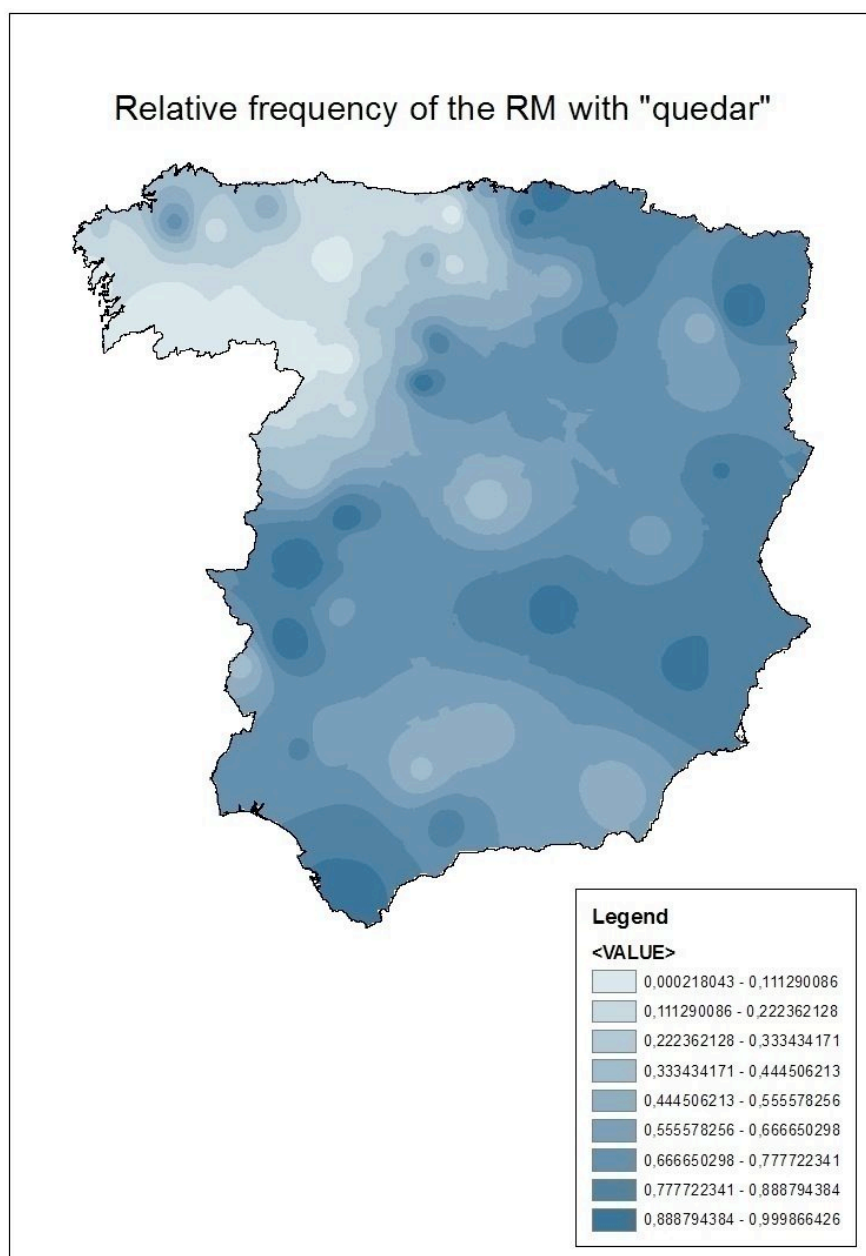 Relative frequency of the RM with "quedar"
Legend
<VALUE>
0,000218043 - 0,111290086
0,111290086 - 0,222362128
0,222362128 - 0,333434171
0,333434171 - 0,444506213
0,444506213 - 0,555578256
0,555578256 - 0,666650298
0,666650298 - 0,777722341
0,777722341 - 0,888794384
0,888794384 - 0,999866426